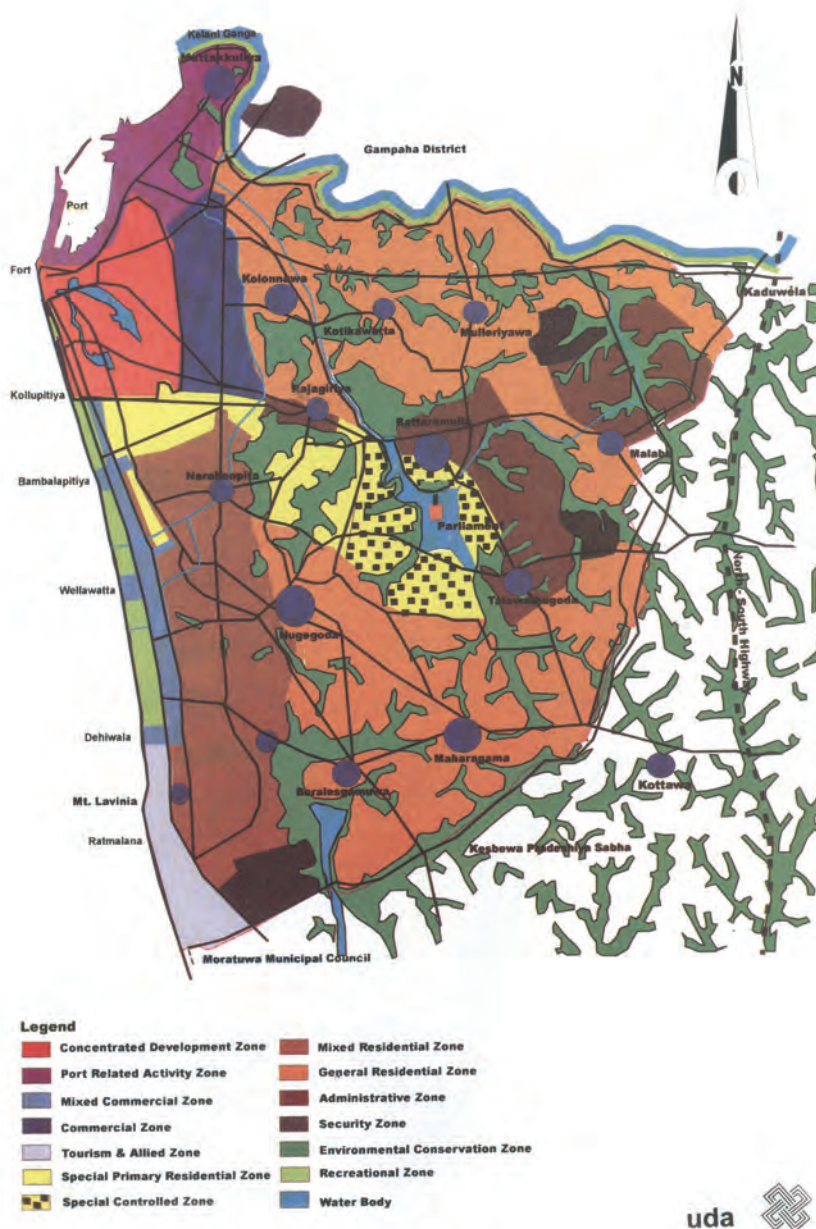 Kelani Ganga
Mattakkuliya
N
Gampaha District
Port
Fort
Kolonnawa
Kaduwela
Kotikawatta
Mulleriyawa
Kollupitiya
Rajagiriya
Battaramulla
Malabe
Bambalapitiya
Narahenpita
Parliament
Wellawatta
Talawathugoda
Nugegoda
North - South Highway
Dehiwala
Maharagama
Mt. Lavinia
Boralesgamuwa
Kottawa
Ratmalana
Kesbewa Pradeshiya Sabha
Moratuwa Municipal Council
Legend
Concentrated Development Zone
Mixed Residential Zone
Port Related Activity Zone
General Residential Zone
Mixed Commercial Zone
Administrative Zone
Commercial Zone
Security Zone
Tourism & Allied Zone
Environmental Conservation Zone
Special Primary Residential Zone
Recreational Zone
Special Controlled Zone
Water Body
uda